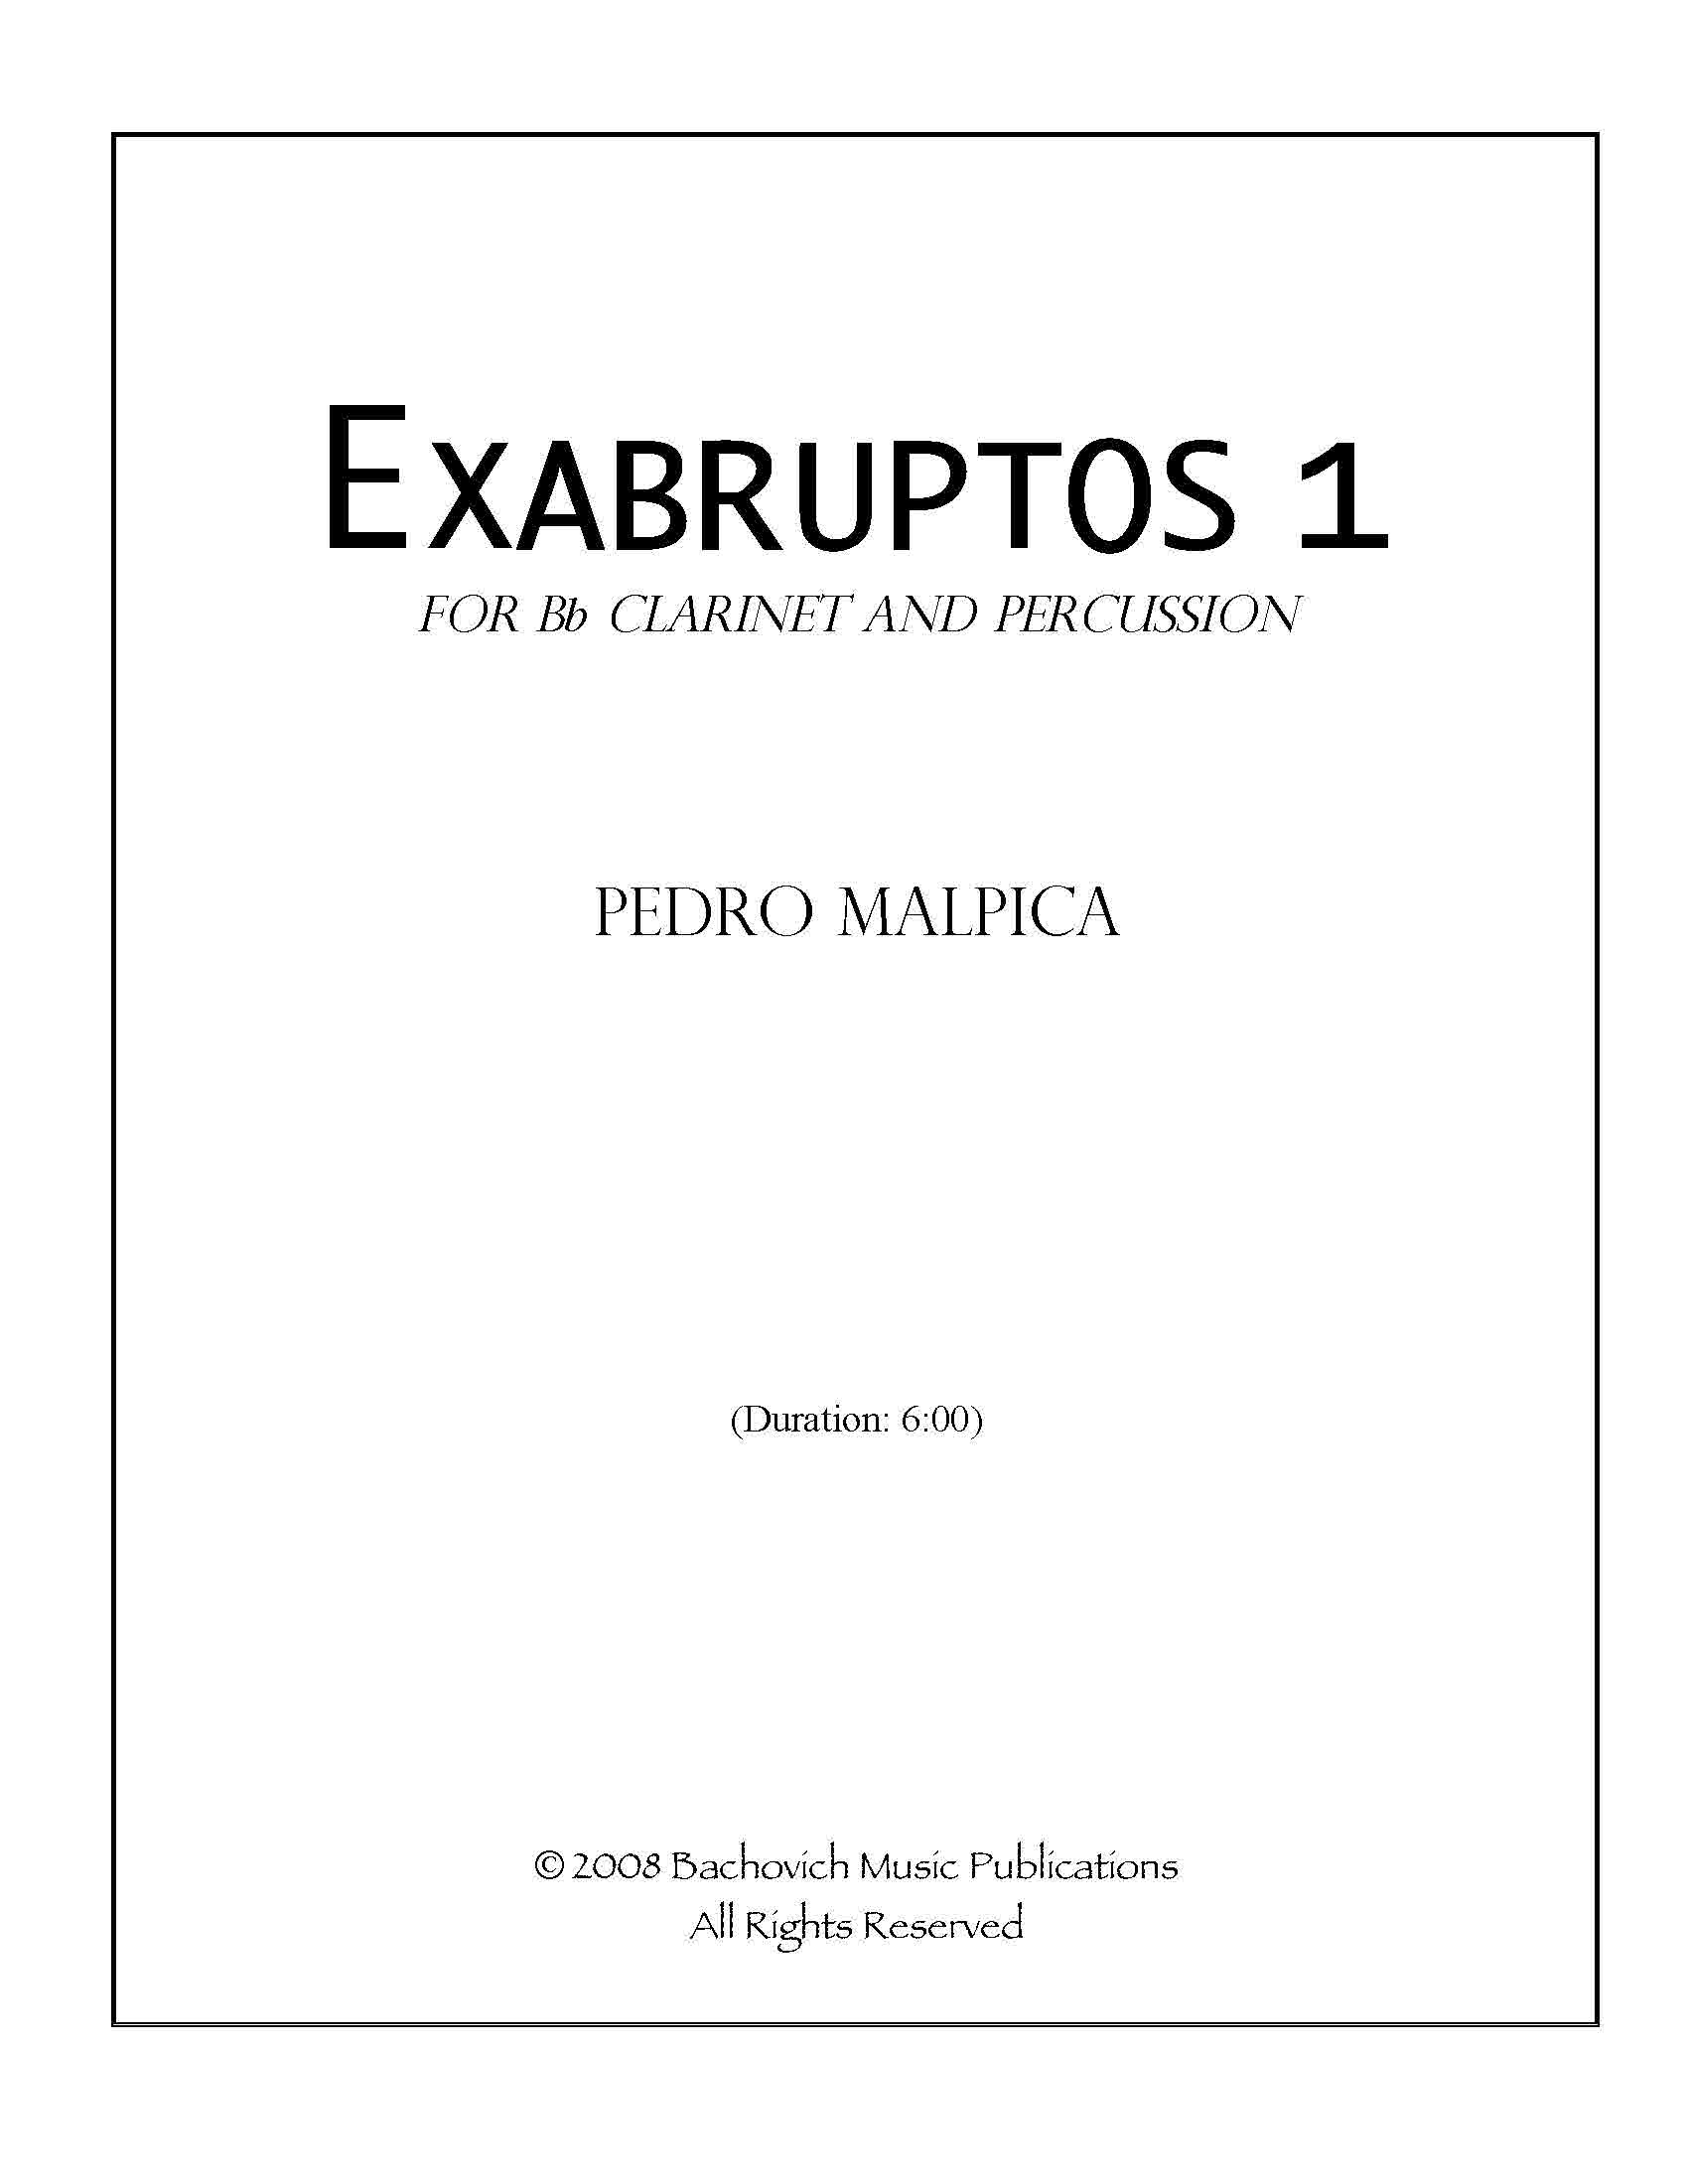 EXABRUPTOS 1
FOR Bb CLARINET AND PERCUSSION
PEDRO MALPICA
(Duration: 6:00)
© 2008 Bachovich Music Publications
All Rights Reserved